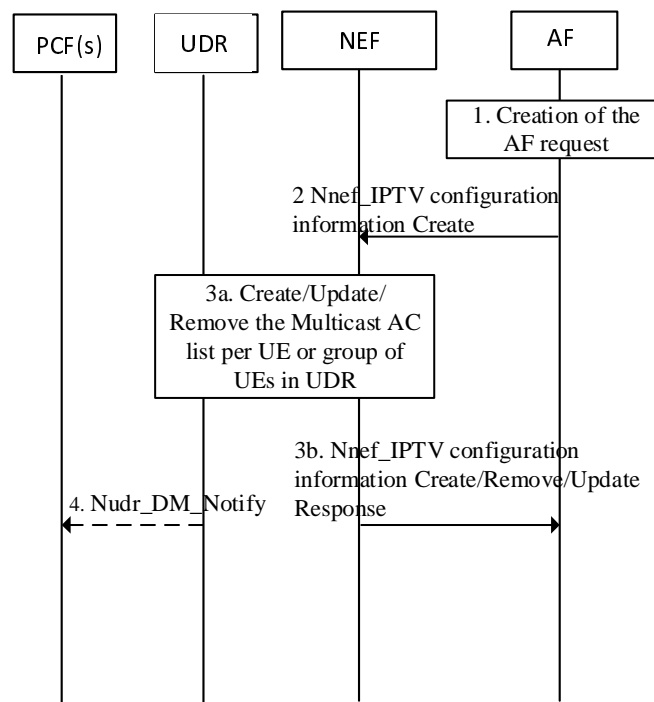 PCF(s)
UDR
NEF
AF
1. Creation of the
AF request
2 Nnef_IPTV configuration
information Create
3a. Create/Update/
Remove the Multicast AC
list per UE or group of
UEs in UDR
3b. Nnef_IPTV configuration
information Create/Remove/Update
Response
4. Nudr_DM_Notify